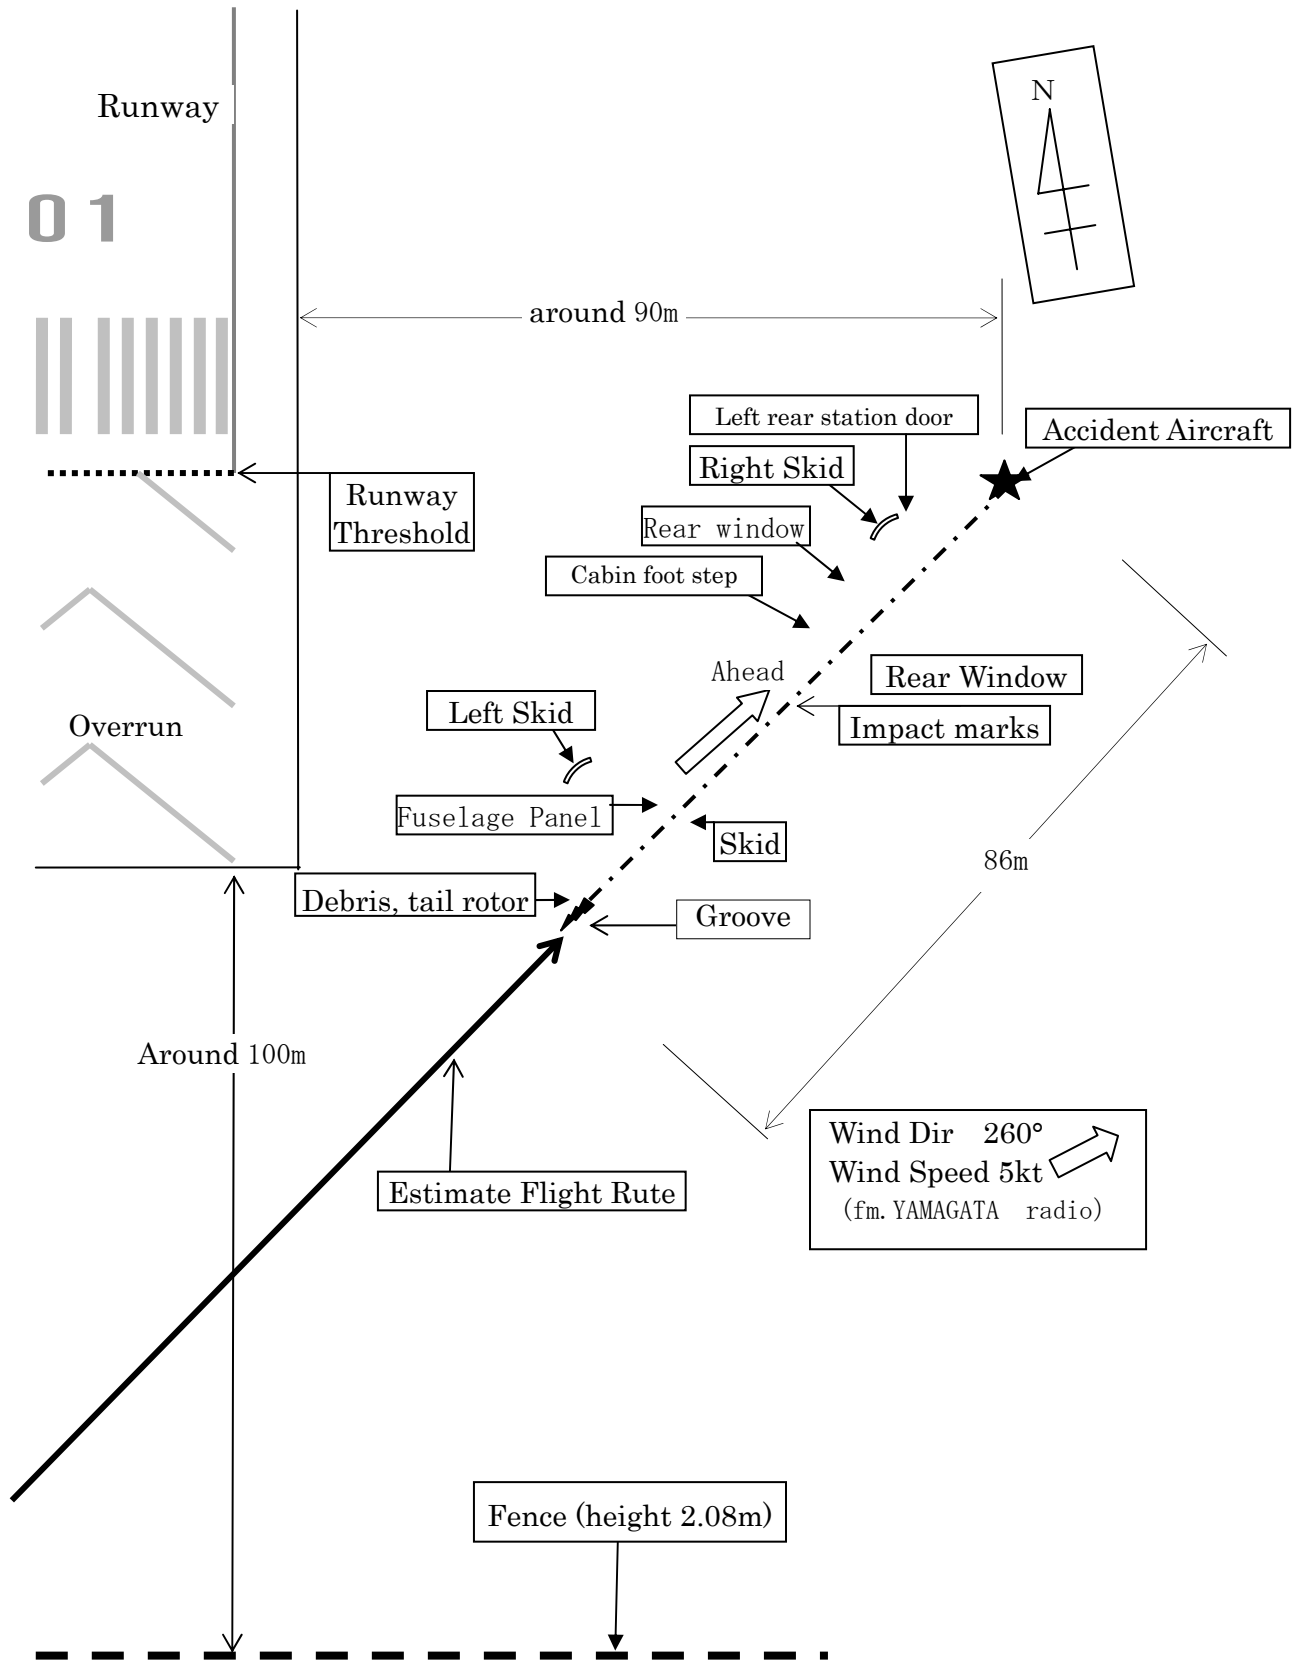 N
Runway
01
around 90m
Left rear station door
Accident Aircraft
Right Skid
Runway
Threshold
Rear window
Cabin foot step
Ahead
Rear Window
Left Skid
Impact marks
Overrun
Fuselage Panel
Skid
86m
Debris, tail rotor
Groove
Around 100m
Wind Dir 260°
Wind Speed 5kt
(fm.YAMAGATA radio)
Estimate Flight Rute
Fence (height 2.08m)